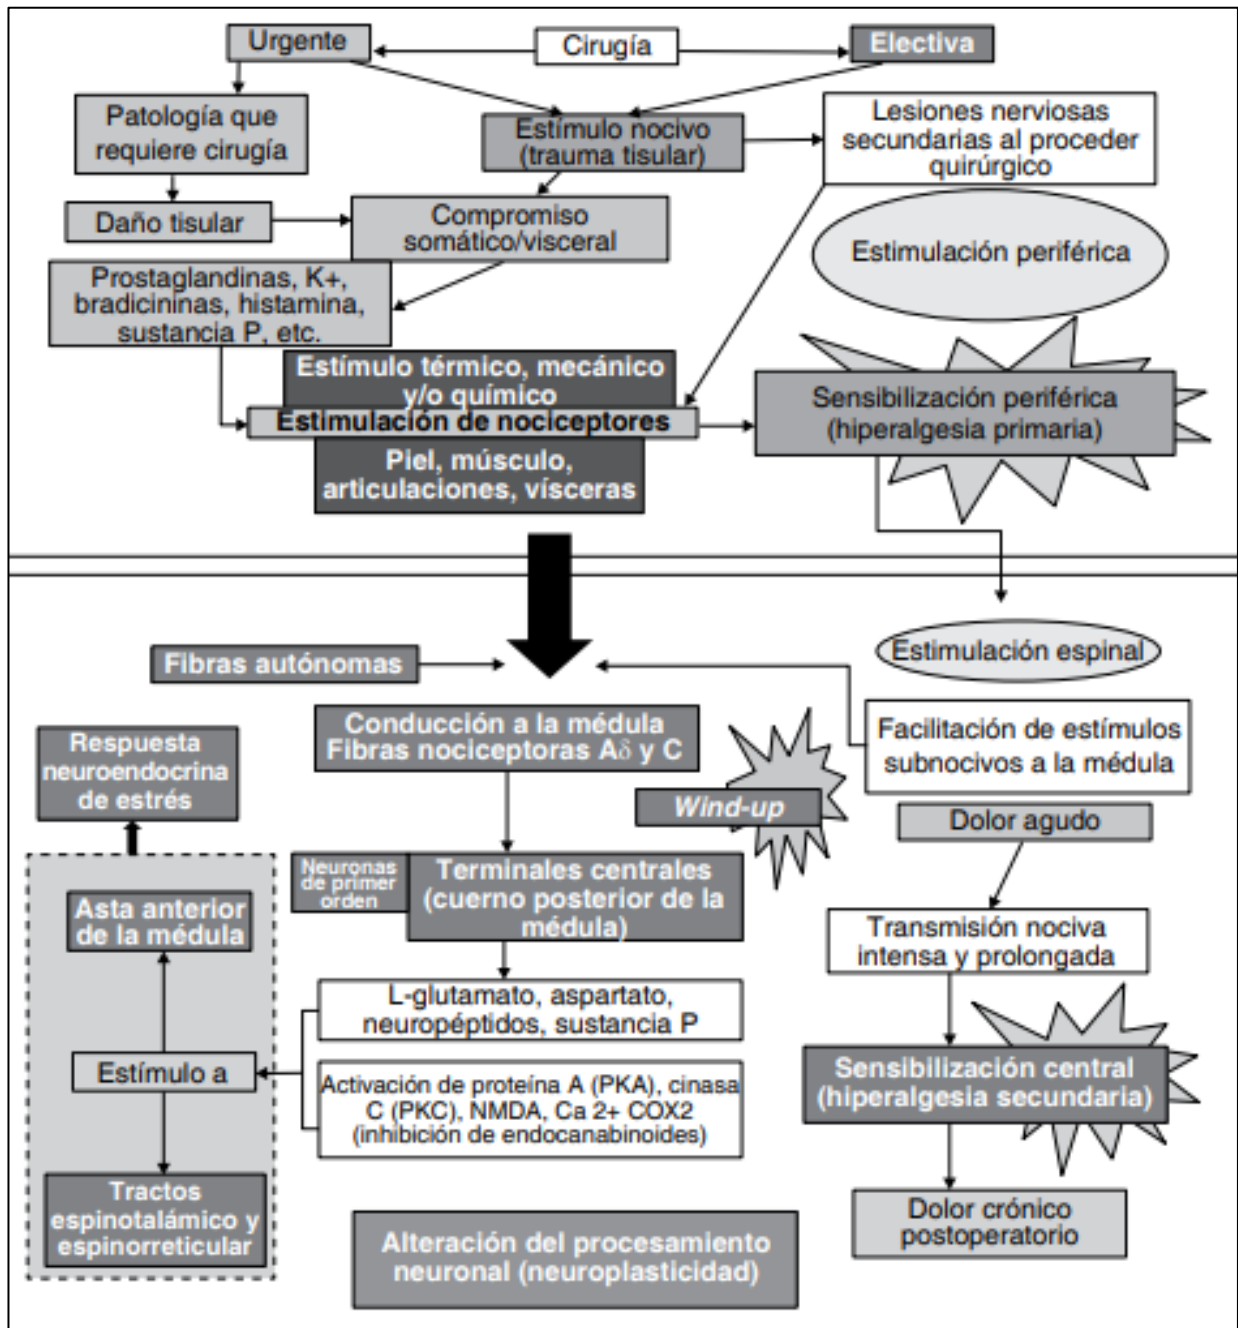 Urgente
Cirugía
Electiva
Patología que
requiere cirugía
Estímulo nocivo
(trauma tisular)
Lesiones nerviosas
secundarias al proceder
quirúrgico
Daño tisular
Compromiso
somático/visceral
Estimulación periférica
Prostaglandinas, K+,
bradicininas, histamina,
sustancia P, etc.
Estímulo térmico, mecánico
y/o químico
Estimulación de nociceptores
Piel, músculo,
articulaciones, vísceras
Sensibilización periférica
(hiperalgesia primaria)
Fibras autónomas
Estimulación espinal
Conducción a la médula
Fibras nociceptoras Aδ y C
Facilitación de estímulos
subnocivos a la médula
Respuesta
neuroendocrina
de estrés
Wind-up
Dolor agudo
Neuronas
de primer
orden
Terminales centrales
(cuerno posterior de la
médula)
Asta anterior
de la médula
Transmisión nociva
intensa y prolongada
L-glutamato, aspartato,
neuropéptidos, sustancia P
Estímulo a
Activación de proteína A (PKA), cinasa
C (PKC), NMDA, Ca 2+ COX2
(inhibición de endocanabinoides)
Sensibilización central
(hiperalgesia secundaria)
Tractos
espinotalámico y
espinorreticular
Alteración del procesamiento
neuronal (neuroplasticidad)
Dolor crónico
postoperatorio